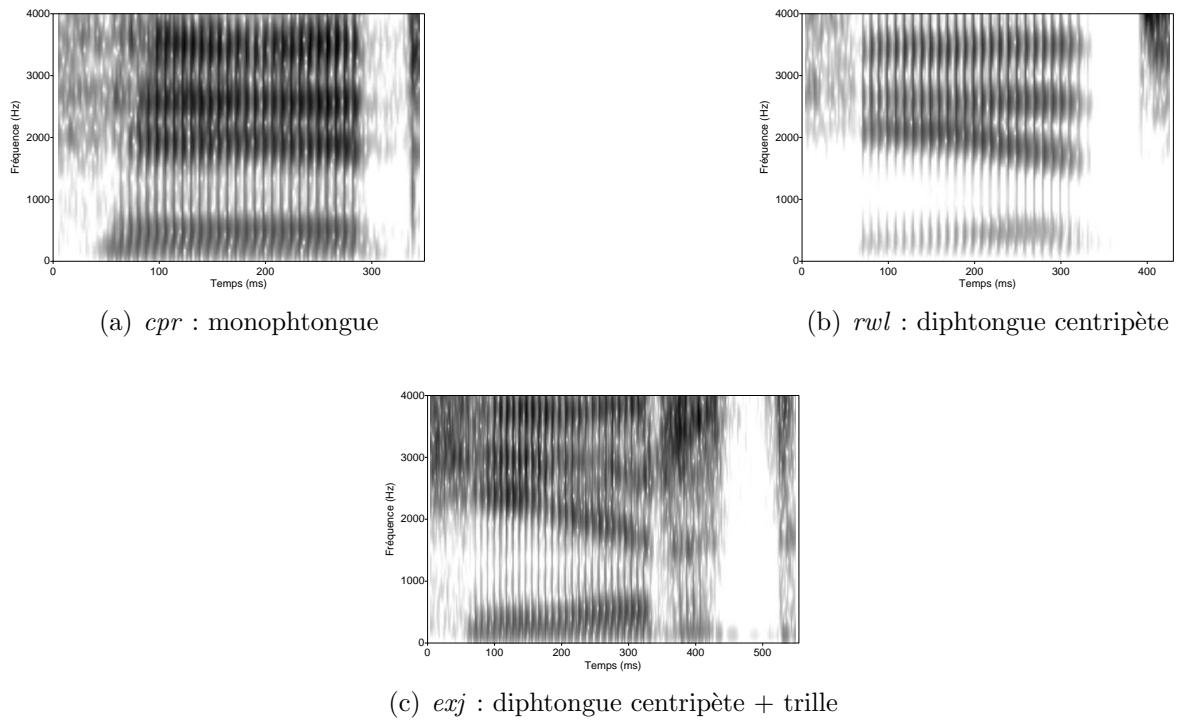 4000
3000
2000
1000
0
Fréquence (Hz)
0 100 200 300
Temps (ms)
(a) cpr : monophtongue
4000
3000
2000
1000
0
Fréquence (Hz)
0 100 200 300 400
Temps (ms)
(b) rwl : diphtongue centripète
4000
3000
2000
1000
0
Fréquence (Hz)
0 100 200 300 400 500
Temps (ms)
(c) exj : diphtongue centripète + trille